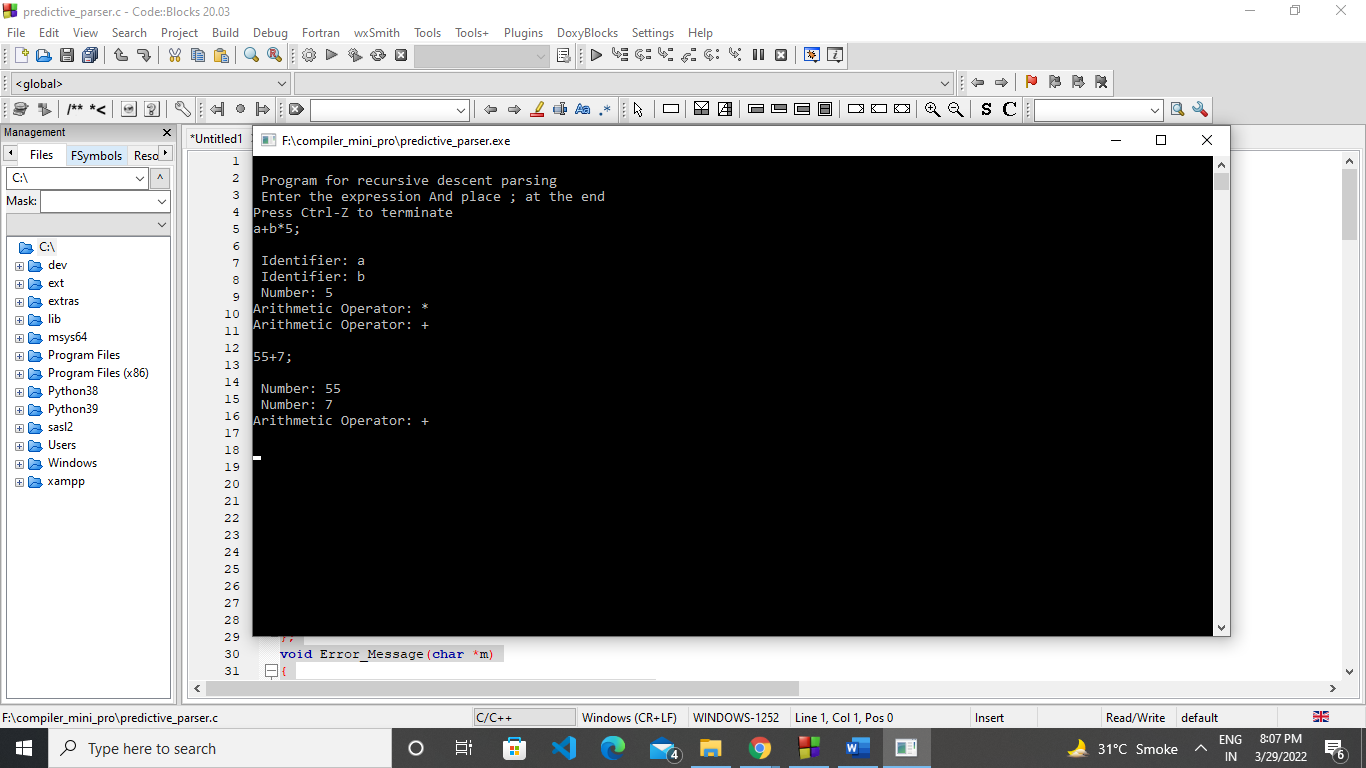 predictive_parser.c - Code::Blocks 20.03
File Edit View Search Project Build Debug Fortran wxSmith Tools Tools+ Plugins DoxyBlocks Settings Help
<global>
/** *<
Aa .*
S C
Management
*Untitled1
Files FSymbols Reso
C:\
Mask:
C:\
dev
ext
extras
lib
msys64
Program Files
Program Files (x86)
Python38
Python39
sasl2
Users
Windows
xampp
1
2
3
4
5
6
7
8
9
10
11
12
13
14
15
16
17
18
19
20
21
22
23
24
25
26
27
28
29 };
30 void Error_Message(char *m)
31 {
F:\compiler_mini_pro\predictive_parser.exe
Program for recursive descent parsing
Enter the expression And place ; at the end
Press Ctrl-Z to terminate
a+b*5;
Identifier: a
Identifier: b
Number: 5
Arithmetic Operator: *
Arithmetic Operator: +
55+7;
Number: 55
Number: 7
Arithmetic Operator: +
F:\compiler_mini_pro\predictive_parser.c C/C++ Windows (CR+LF) WINDOWS-1252 Line 1, Col 1, Pos 0 Insert Read/Write default
Type here to search
4
31°C Smoke
ENG
IN
8:07 PM
3/29/2022
6